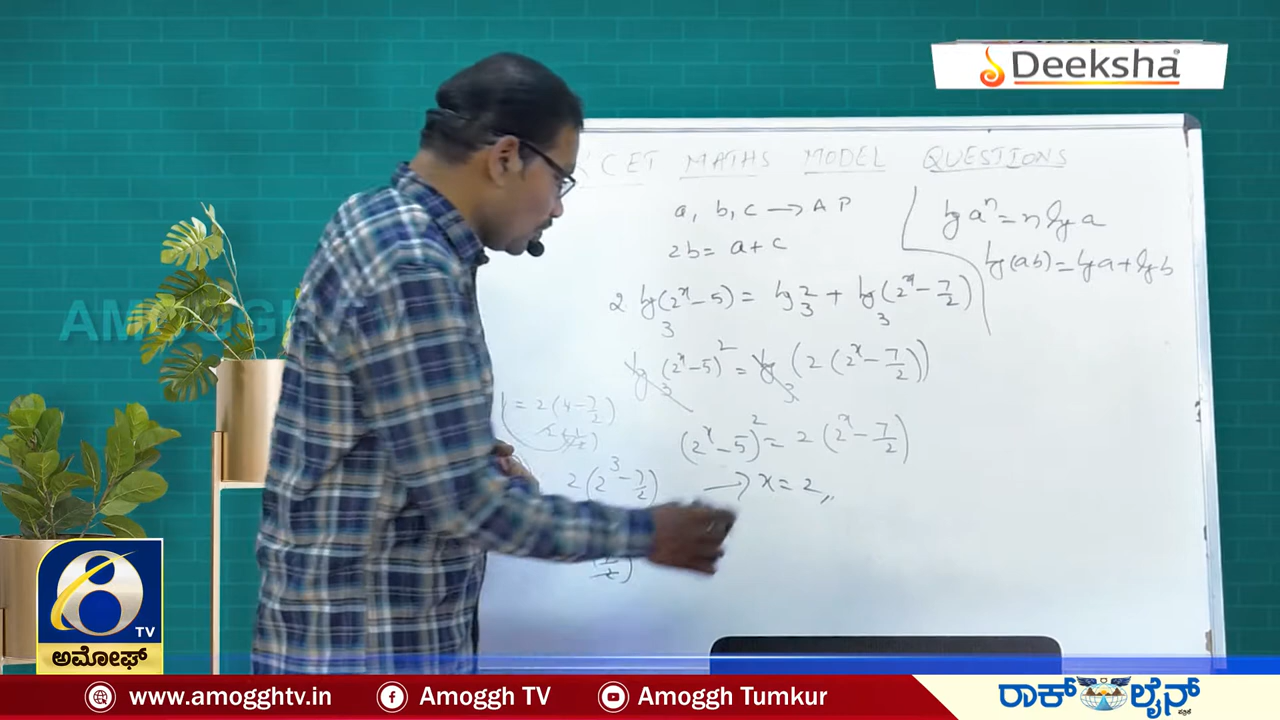 Deeksha
KCET MATHS MODEL QUESTIONS
a, b, c → AP
2b = a + c
log aⁿ = n log a
log(ab) = log a + log b
2 log₃(2ˣ - 5) = log₃ 2 + log₃(2ˣ - 7/2)
log₃(2ˣ - 5)² = log₃(2(2ˣ - 7/2))
= 2(4 - 7/2)
(2ˣ - 5)² = 2(2ˣ - 7/2)
2(2³ - 7/2)
→ x = 2,,
8
TV
ಅಮೋಘ್
www.amogghtv.in
Amoggh TV
Amoggh Tumkur
ರಾಕ್ ಲೈನ್